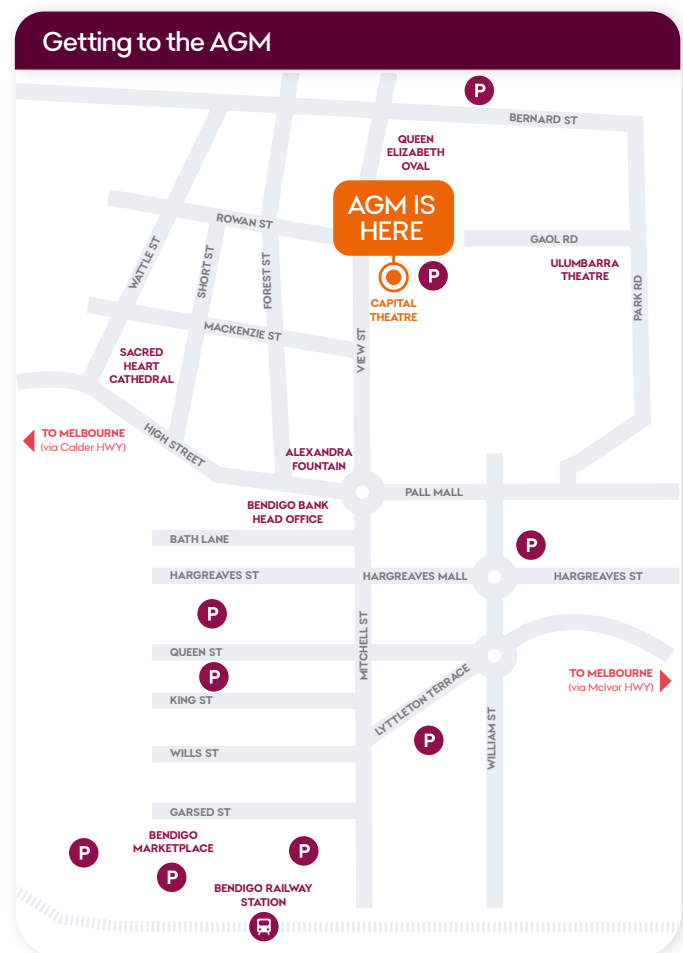 Getting to the AGM
P
BERNARD ST
QUEEN
ELIZABETH
OVAL
AGM IS
HERE
ROWAN ST
GAOL RD
WATTLE ST
SHORT ST
FOREST ST
ULUMBARRA
THEATRE
PARK RD
P
CAPITAL
THEATRE
MACKENZIE ST
VIEW ST
SACRED
HEART
CATHEDRAL
TO MELBOURNE
(via Calder HWY)
HIGH STREET
ALEXANDRA
FOUNTAIN
PALL MALL
BENDIGO BANK
HEAD OFFICE
BATH LANE
P
HARGREAVES ST
HARGREAVES MALL
HARGREAVES ST
P
MITCHELL ST
QUEEN ST
P
TO MELBOURNE
(via McIvor HWY)
KING ST
LYTTLETON TERRACE
WILLIAM ST
P
WILLS ST
GARSED ST
BENDIGO
MARKETPLACE
P
P
P
BENDIGO RAILWAY
STATION